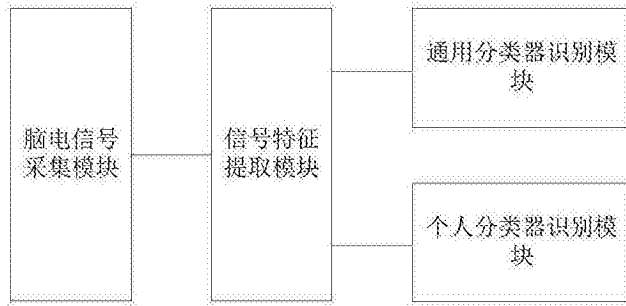 脑电信号
采集模块
信号特征
提取模块
通用分类器识别模
块
个人分类器识别模
块